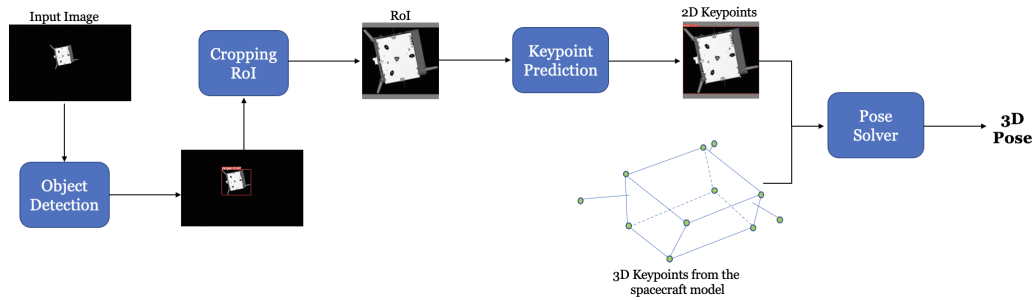 Input Image
Object
Detection
Cropping
RoI
RoI
Keypoint
Prediction
2D Keypoints
3D Keypoints from the
spacecraft model
Pose
Solver
3D
Pose